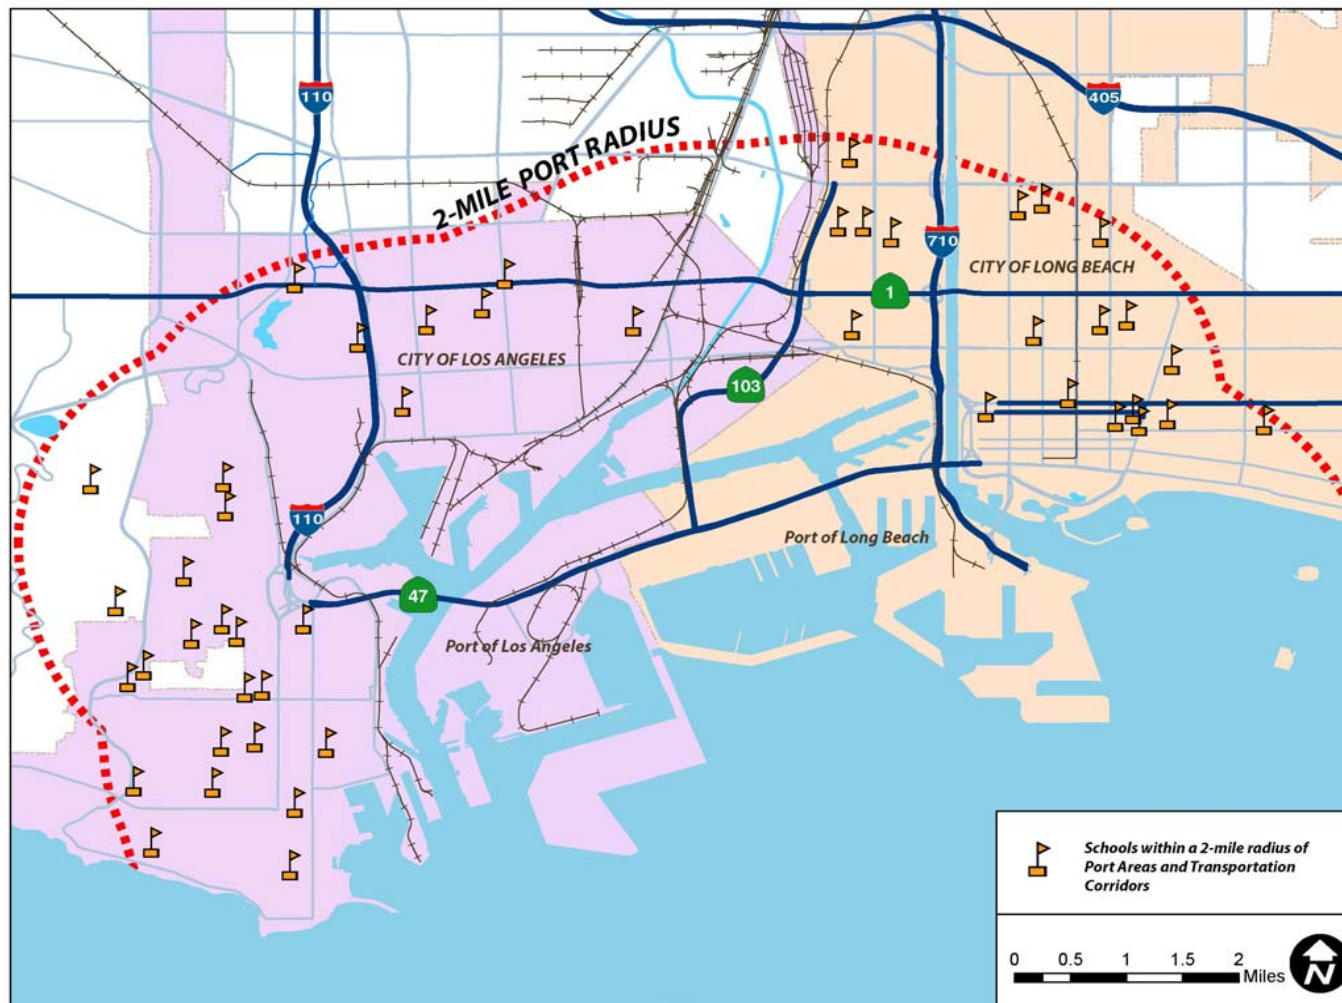 110
405
2-MILE PORT RADIUS
710
CITY OF LONG BEACH
1
CITY OF LOS ANGELES
103
110
Port of Long Beach
47
Port of Los Angeles
Schools within a 2-mile radius of
Port Areas and Transportation
Corridors
0 0.5 1 1.5 2
Miles
N